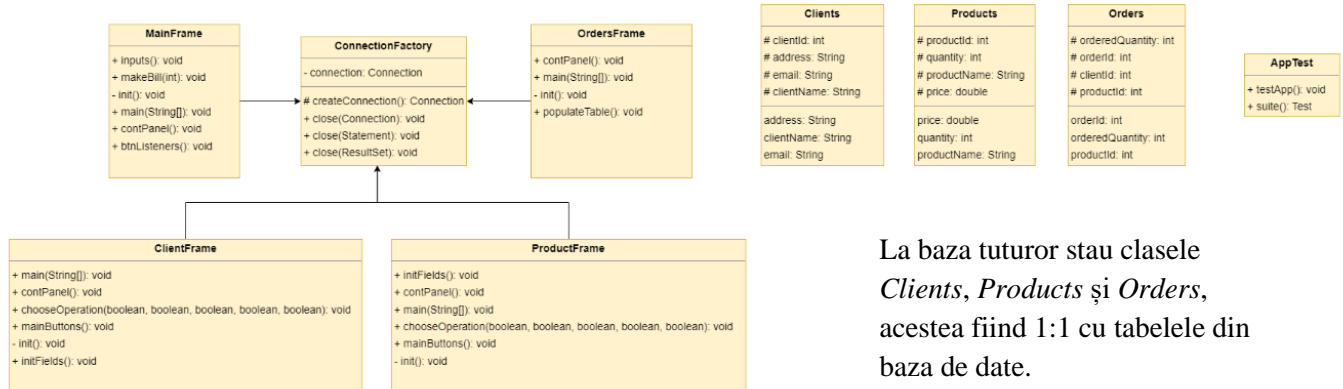 MainFrame
+ inputs(): void
+ makeBill(int): void
- init(): void
+ main(String[]): void
+ contPanel(): void
+ btnListeners(): void
ConnectionFactory
- connection: Connection
# createConnection(): Connection
+ close(Connection): void
+ close(Statement): void
+ close(ResultSet): void
OrdersFrame
+ contPanel(): void
+ main(String[]): void
- init(): void
+ populateTable(): void
Clients
# clientId: int
# address: String
# email: String
# clientName: String
address: String
clientName: String
email: String
Products
# productId: int
# quantity: int
# productName: String
# price: double
price: double
quantity: int
productName: String
Orders
# orderedQuantity: int
# orderId: int
# clientId: int
# productId: int
orderId: int
orderedQuantity: int
productId: int
AppTest
+ testApp(): void
+ suite(): Test
ClientFrame
+ main(String[]): void
+ contPanel(): void
+ chooseOperation(boolean, boolean, boolean, boolean, boolean): void
+ mainButtons(): void
- init(): void
+ initFields(): void
ProductFrame
+ initFields(): void
+ contPanel(): void
+ main(String[]): void
+ chooseOperation(boolean, boolean, boolean, boolean, boolean): void
+ mainButtons(): void
- init(): void
La baza tuturor stau clasele
Clients, Products și Orders,
acestea fiind 1:1 cu tabelele din
baza de date.